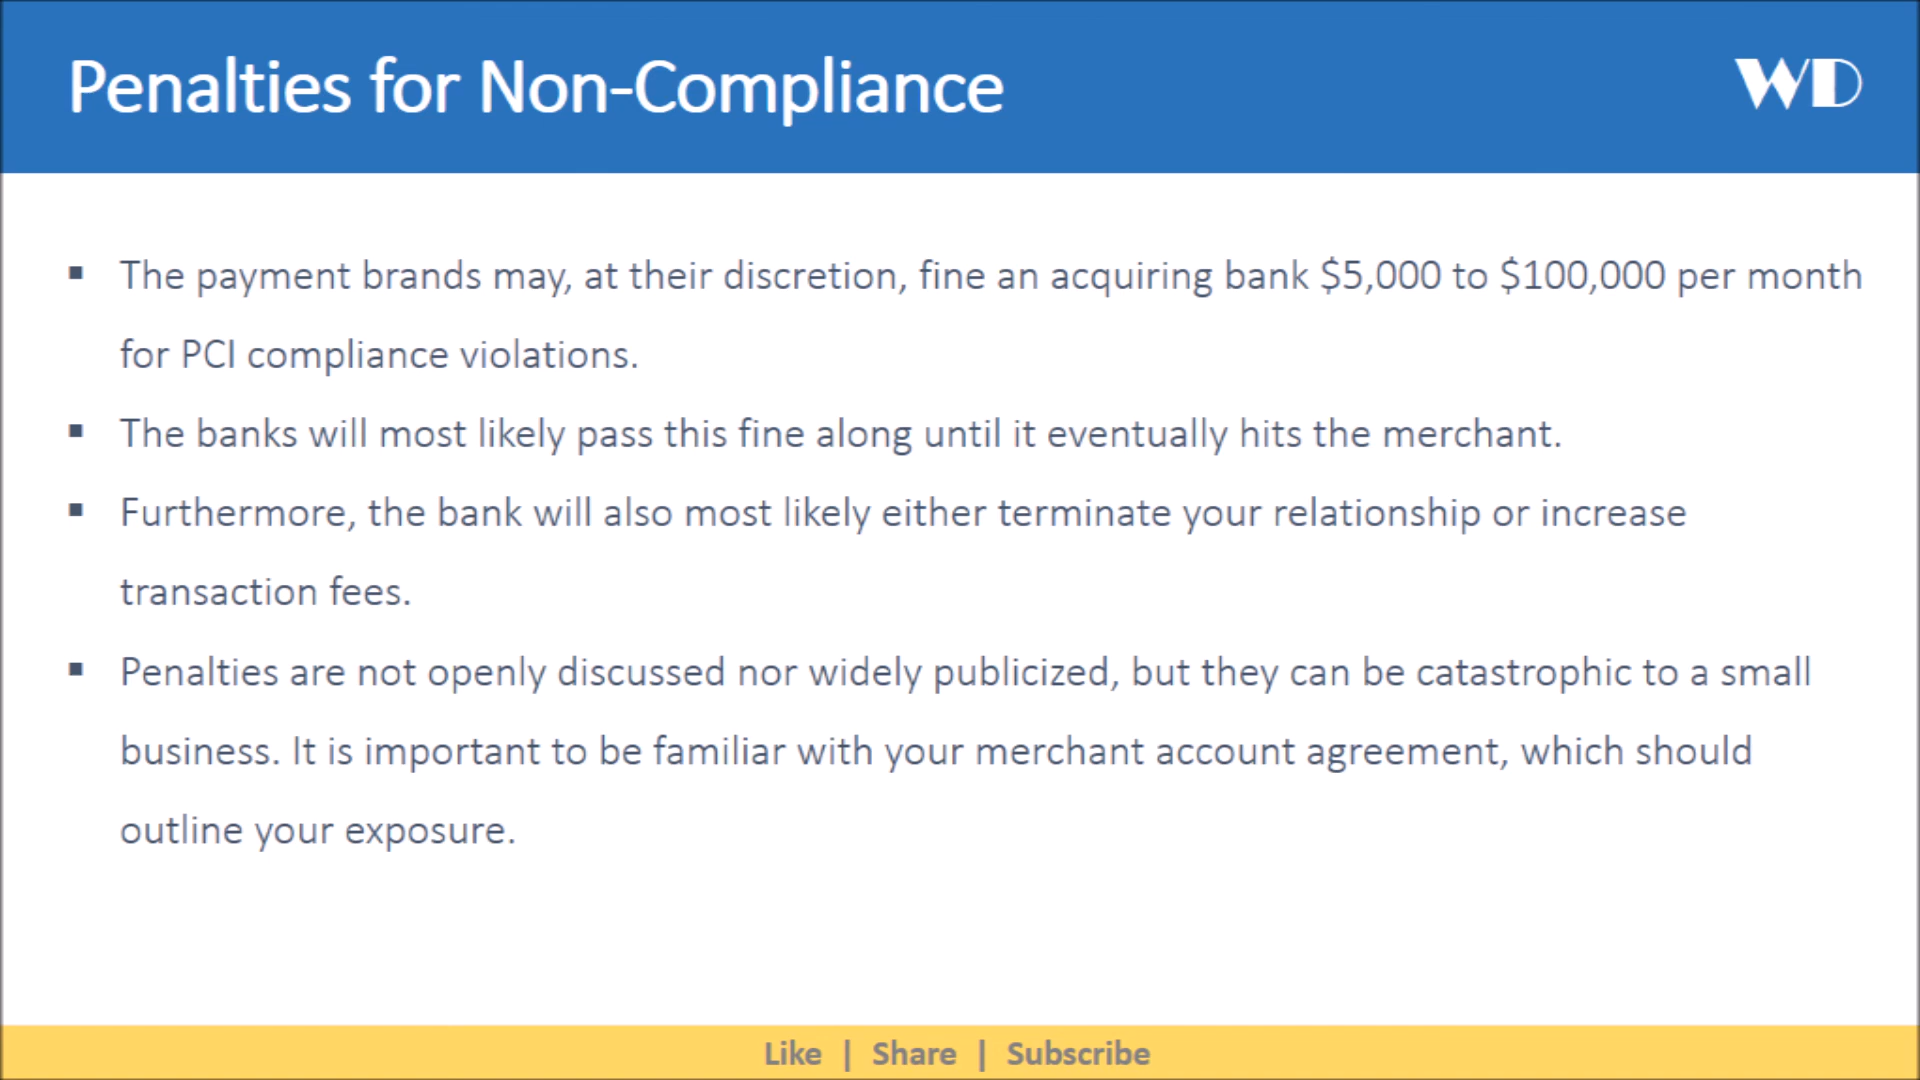 Penalties for Non-Compliance
WD
▪ The payment brands may, at their discretion, fine an acquiring bank $5,000 to $100,000 per month
for PCI compliance violations.
▪ The banks will most likely pass this fine along until it eventually hits the merchant.
▪ Furthermore, the bank will also most likely either terminate your relationship or increase
transaction fees.
▪ Penalties are not openly discussed nor widely publicized, but they can be catastrophic to a small
business. It is important to be familiar with your merchant account agreement, which should
outline your exposure.
Like | Share | Subscribe